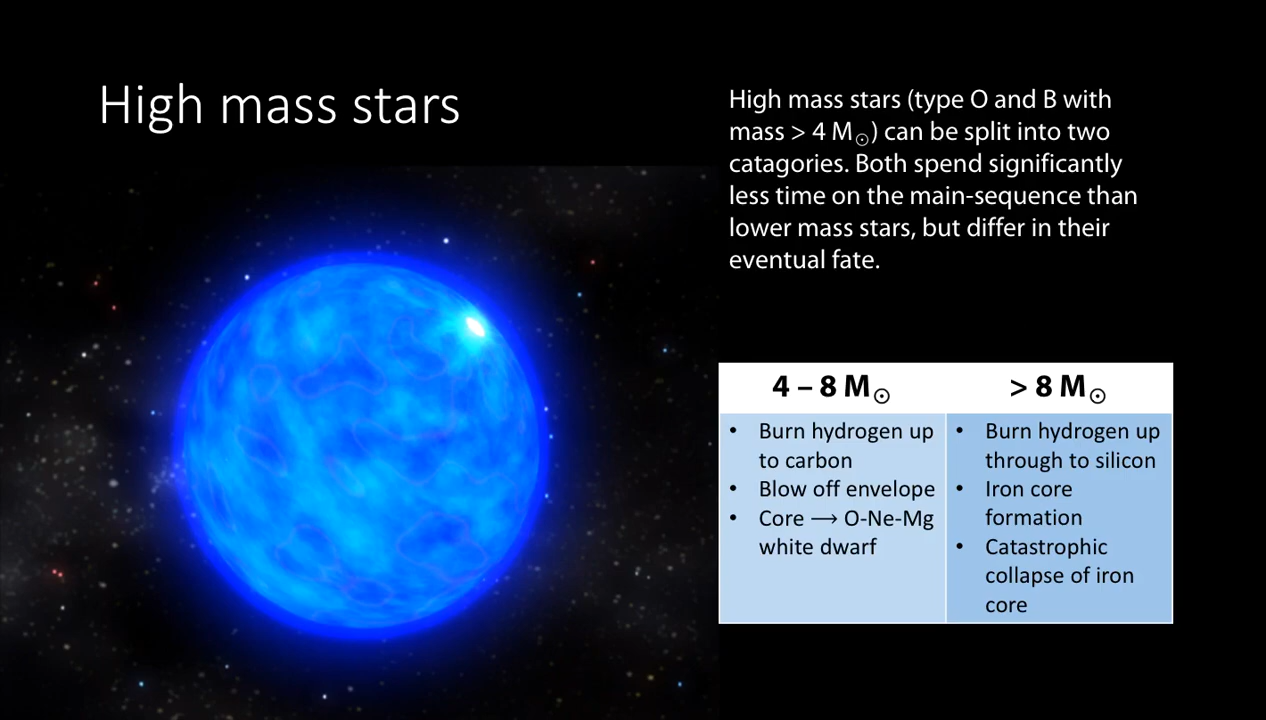 High mass stars
High mass stars (type O and B with
mass > 4 M☉) can be split into two
catagories. Both spend significantly
less time on the main-sequence than
lower mass stars, but differ in their
eventual fate.
4 – 8 M☉
> 8 M☉
• Burn hydrogen up
to carbon
• Blow off envelope
• Core ⟶ O-Ne-Mg
white dwarf
• Burn hydrogen up
through to silicon
• Iron core
formation
• Catastrophic
collapse of iron
core